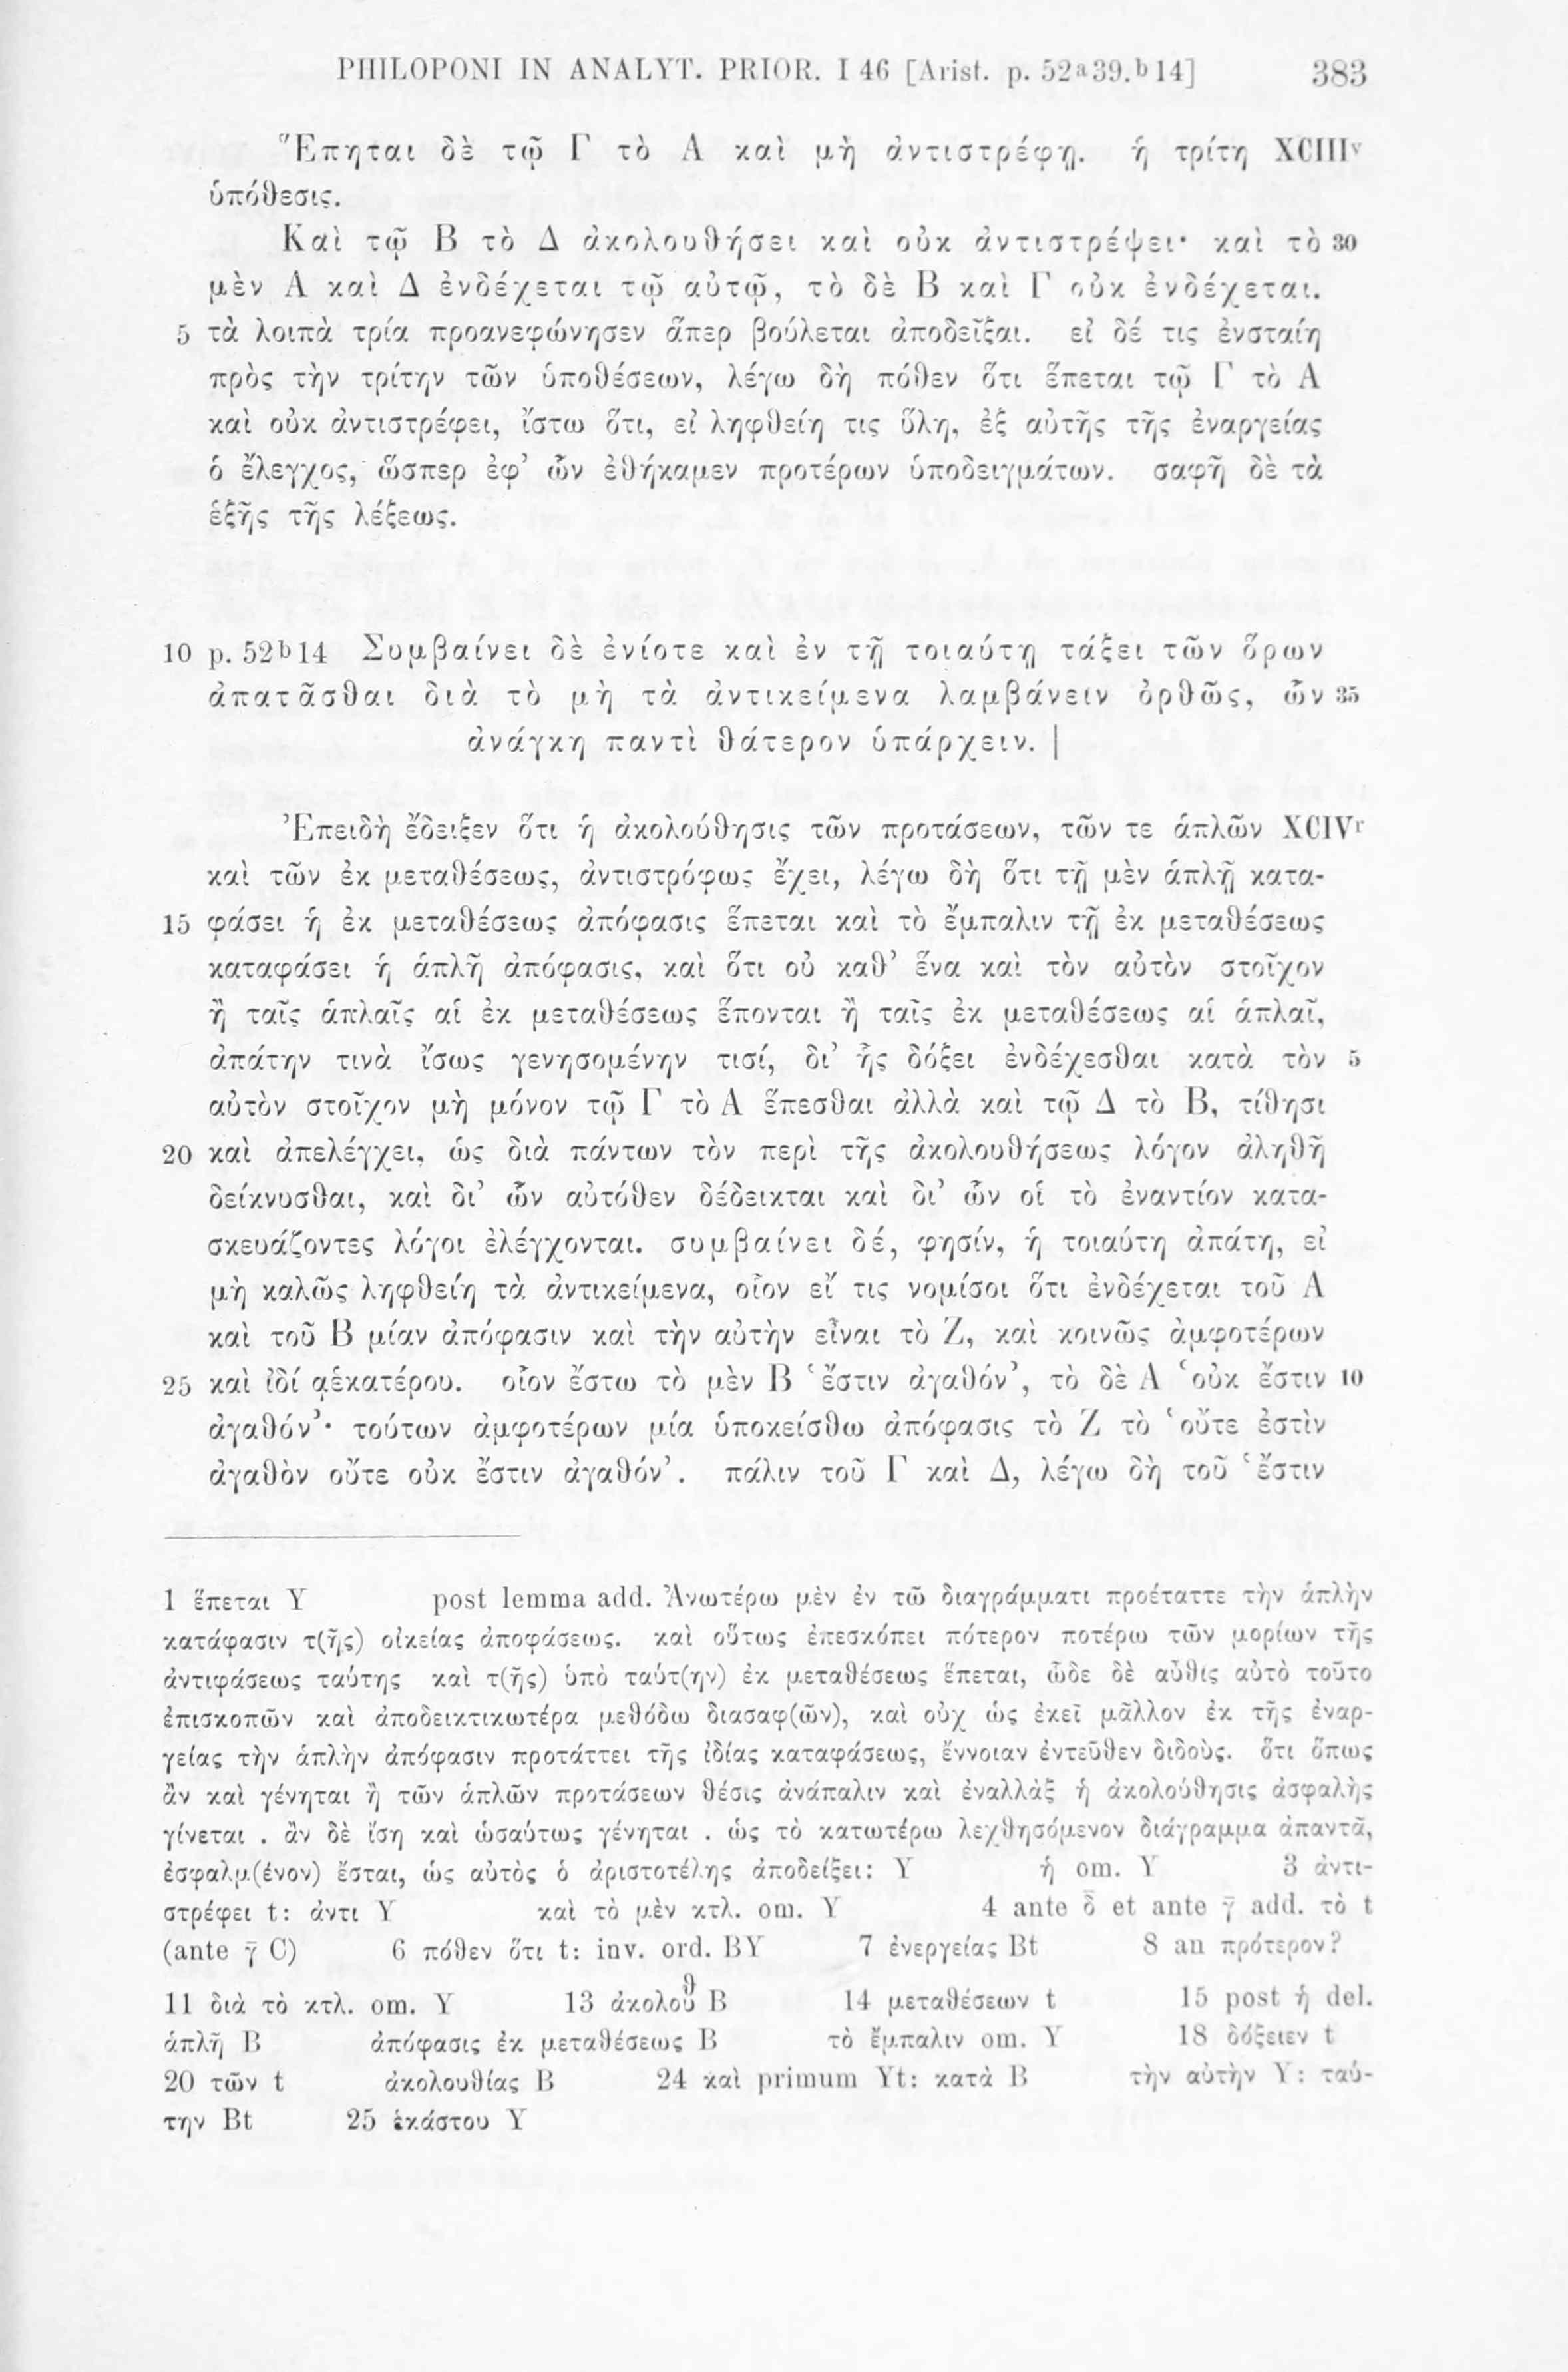 PHILOPONI IN ANALYT. PRIOR. I 46 [Arist. p. 52ᵃ39.ᵇ14] 383
Ἕπηται δὲ τῷ Γ τὸ Α καὶ μὴ ἀντιστρέφῃ. ἡ τρίτη XCIIIᵛ
ὑπόθεσις.
Καὶ τῷ Β τὸ Δ ἀκολουθήσει καὶ οὐκ ἀντιστρέψει· καὶ τὸ 30
μὲν Α καὶ Δ ἐνδέχεται τῷ αὐτῷ, τὸ δὲ Β καὶ Γ οὐκ ἐνδέχεται.
5 τὰ λοιπὰ τρία προανεφώνησεν ἅπερ βούλεται ἀποδεῖξαι. εἰ δέ τις ἐνσταίη
πρὸς τὴν τρίτην τῶν ὑποθέσεων, λέγω δὴ πόθεν ὅτι ἕπεται τῷ Γ τὸ Α
καὶ οὐκ ἀντιστρέφει, ἴστω ὅτι, εἰ ληφθείη τις ὕλη, ἐξ αὐτῆς τῆς ἐναργείας
ὁ ἔλεγχος, ὥσπερ ἐφ’ ὧν ἐθήκαμεν προτέρων ὑποδειγμάτων. σαφῆ δὲ τὰ
ἑξῆς τῆς λέξεως.
10 p. 52ᵇ14 Συμβαίνει δὲ ἐνίοτε καὶ ἐν τῇ τοιαύτῃ τάξει τῶν ὅρων
ἀπατᾶσθαι διὰ τὸ μὴ τὰ ἀντικείμενα λαμβάνειν ὀρθῶς, ὧν 35
ἀνάγκη παντὶ θάτερον ὑπάρχειν. |
Ἐπειδὴ ἔδειξεν ὅτι ἡ ἀκολούθησις τῶν προτάσεων, τῶν τε ἁπλῶν XCIVʳ
καὶ τῶν ἐκ μεταθέσεως, ἀντιστρόφως ἔχει, λέγω δὴ ὅτι τῇ μὲν ἁπλῇ κατα-
15 φάσει ἡ ἐκ μεταθέσεως ἀπόφασις ἕπεται καὶ τὸ ἔμπαλιν τῇ ἐκ μεταθέσεως
καταφάσει ἡ ἁπλῆ ἀπόφασις, καὶ ὅτι οὐ καθ’ ἕνα καὶ τὸν αὐτὸν στοῖχον
ἢ ταῖς ἁπλαῖς αἱ ἐκ μεταθέσεως ἕπονται ἢ ταῖς ἐκ μεταθέσεως αἱ ἁπλαῖ,
ἀπάτην τινὰ ἴσως γενησομένην τισί, δι’ ἧς δόξει ἐνδέχεσθαι κατὰ τὸν 5
αὐτὸν στοῖχον μὴ μόνον τῷ Γ τὸ Α ἕπεσθαι ἀλλὰ καὶ τῷ Δ τὸ Β, τίθησι
20 καὶ ἀπελέγχει, ὡς διὰ πάντων τὸν περὶ τῆς ἀκολουθήσεως λόγον ἀληθῆ
δείκνυσθαι, καὶ δι’ ὧν αὐτόθεν δέδεικται καὶ δι’ ὧν οἱ τὸ ἐναντίον κατα-
σκευάζοντες λόγοι ἐλέγχονται. συμβαίνει δέ, φησίν, ἡ τοιαύτη ἀπάτη, εἰ
μὴ καλῶς ληφθείη τὰ ἀντικείμενα, οἷον εἴ τις νομίσοι ὅτι ἐνδέχεται τοῦ Α
καὶ τοῦ Β μίαν ἀπόφασιν καὶ τὴν αὐτὴν εἶναι τὸ Ζ, καὶ κοινῶς ἀμφοτέρων
25 καὶ ἰδίᾳ ἑκατέρου. οἷον ἔστω τὸ μὲν Β ‘ἔστιν ἀγαθόν’, τὸ δὲ Α ‘οὐκ ἔστιν 10
ἀγαθόν’· τούτων ἀμφοτέρων μία ὑποκείσθω ἀπόφασις τὸ Ζ τὸ ‘οὔτε ἐστὶν
ἀγαθὸν οὔτε οὐκ ἔστιν ἀγαθόν’. πάλιν τοῦ Γ καὶ Δ, λέγω δὴ τοῦ ‘ἔστιν
1 ἕπεται Y post lemma add. Ἀνωτέρω μὲν ἐν τῶ διαγράμματι προέταττε τὴν ἁπλὴν
κατάφασιν τ(ῆς) οἰκείας ἀποφάσεως. καὶ οὕτως ἐπεσκόπει πότερον ποτέρω τῶν μορίων τῆς
ἀντιφάσεως ταύτης καὶ τ(ῆς) ὑπὸ ταύτ(ην) ἐκ μεταθέσεως ἕπεται, ὧδε δὲ αὖθις αὐτὸ τοῦτο
ἐπισκοπῶν καὶ ἀποδεικτικωτέρα μεθόδω διασαφ(ῶν), καὶ οὐχ ὡς ἐκεῖ μᾶλλον ἐκ τῆς ἐναρ-
γείας τὴν ἁπλὴν ἀπόφασιν προτάττει τῆς ἰδίας καταφάσεως, ἔννοιαν ἐντεῦθεν διδοὺς. ὅτι ὅπως
ἂν καὶ γένηται ἢ τῶν ἁπλῶν προτάσεων θέσις ἀνάπαλιν καὶ ἐναλλὰξ ἡ ἀκολούθησις ἀσφαλὴς
γίνεται . ἂν δὲ ἴση καὶ ὡσαύτως γένηται . ὡς τὸ κατωτέρω λεχθησόμενον διάγραμμα ἀπαντᾶ,
ἐσφαλμ(ένον) ἔσται, ὡς αὐτὸς ὁ ἀριστοτέλης ἀποδείξει: Y ἡ om. Y 3 ἀντι-
στρέφει t: ἀντι Y καὶ τὸ μὲν κτλ. om. Y 4 ante δ̄ et ante γ̄ add. τὸ t
(ante γ̄ C) 6 πόθεν ὅτι t: inv. ord. BY 7 ἐνεργείας Bt 8 an πρότερον?
11 διὰ τὸ κτλ. om. Y 13 ἀκολοῦᶿ B 14 μεταθέσεων t 15 post ἡ del.
ἁπλῆ B ἀπόφασις ἐκ μεταθέσεως B τὸ ἔμπαλιν om. Y 18 δόξειεν t
20 τῶν t ἀκολουθίας B 24 καὶ primum Yt: κατὰ B τὴν αὐτὴν Y: ταύ-
την Bt 25 ἑκάστου Y